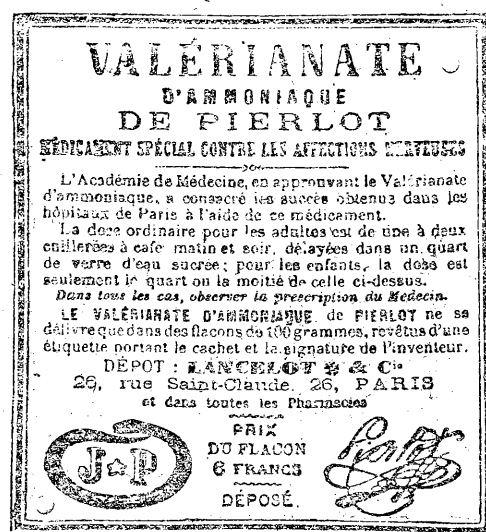 VALÉRIANATE
D'AMMONIAQUE
DE PIERLOT
MÉDICAMENT SPÉCIAL CONTRE LES AFFECTIONS NERVEUSES
L'Académie de Médecine, en approuvant le Valérianate
d'ammoniaque, a consacré les succès obtenus dans les
hôpitaux de Paris à l'aide de ce médicament.
La dose ordinaire pour les adultes est de une à deux
cuillerées à café matin et soir, délayées dans un quart
de verre d'eau sucrée; pour les enfants, la dose est
seulement le quart ou la moitié de celle ci-dessus.
Dans tous les cas, observer la prescription du Médecin.
LE VALÉRIANATE D'AMMONIAQUE de PIERLOT ne se
délivre que dans des flacons de 100 grammes, revêtus d'une
étiquette portant le cachet et la signature de l'inventeur.
DÉPOT : LANCELOT & Cie
26, rue Saint-Claude, 26, PARIS
et dans toutes les Pharmacies
PRIX
DU FLACON
6 FRANCS
DÉPOSÉ.
J P
Pierlot